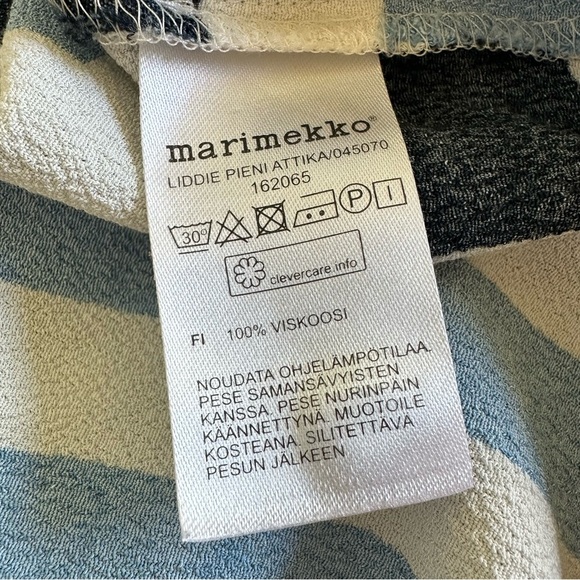 marimekko®
LIDDIE PIENI ATTIKA/045070
162065
30° P I
clevercare.info
FI 100% VISKOOSI
NOUDATA OHJELÄMPÖTILAA.
PESE SAMANSÄVYISTEN
KANSSA. PESE NURINPÄIN
KÄÄNNETTYNÄ. MUOTOILE
KOSTEANA. SILITETTÄVÄ
PESUN JÄLKEEN